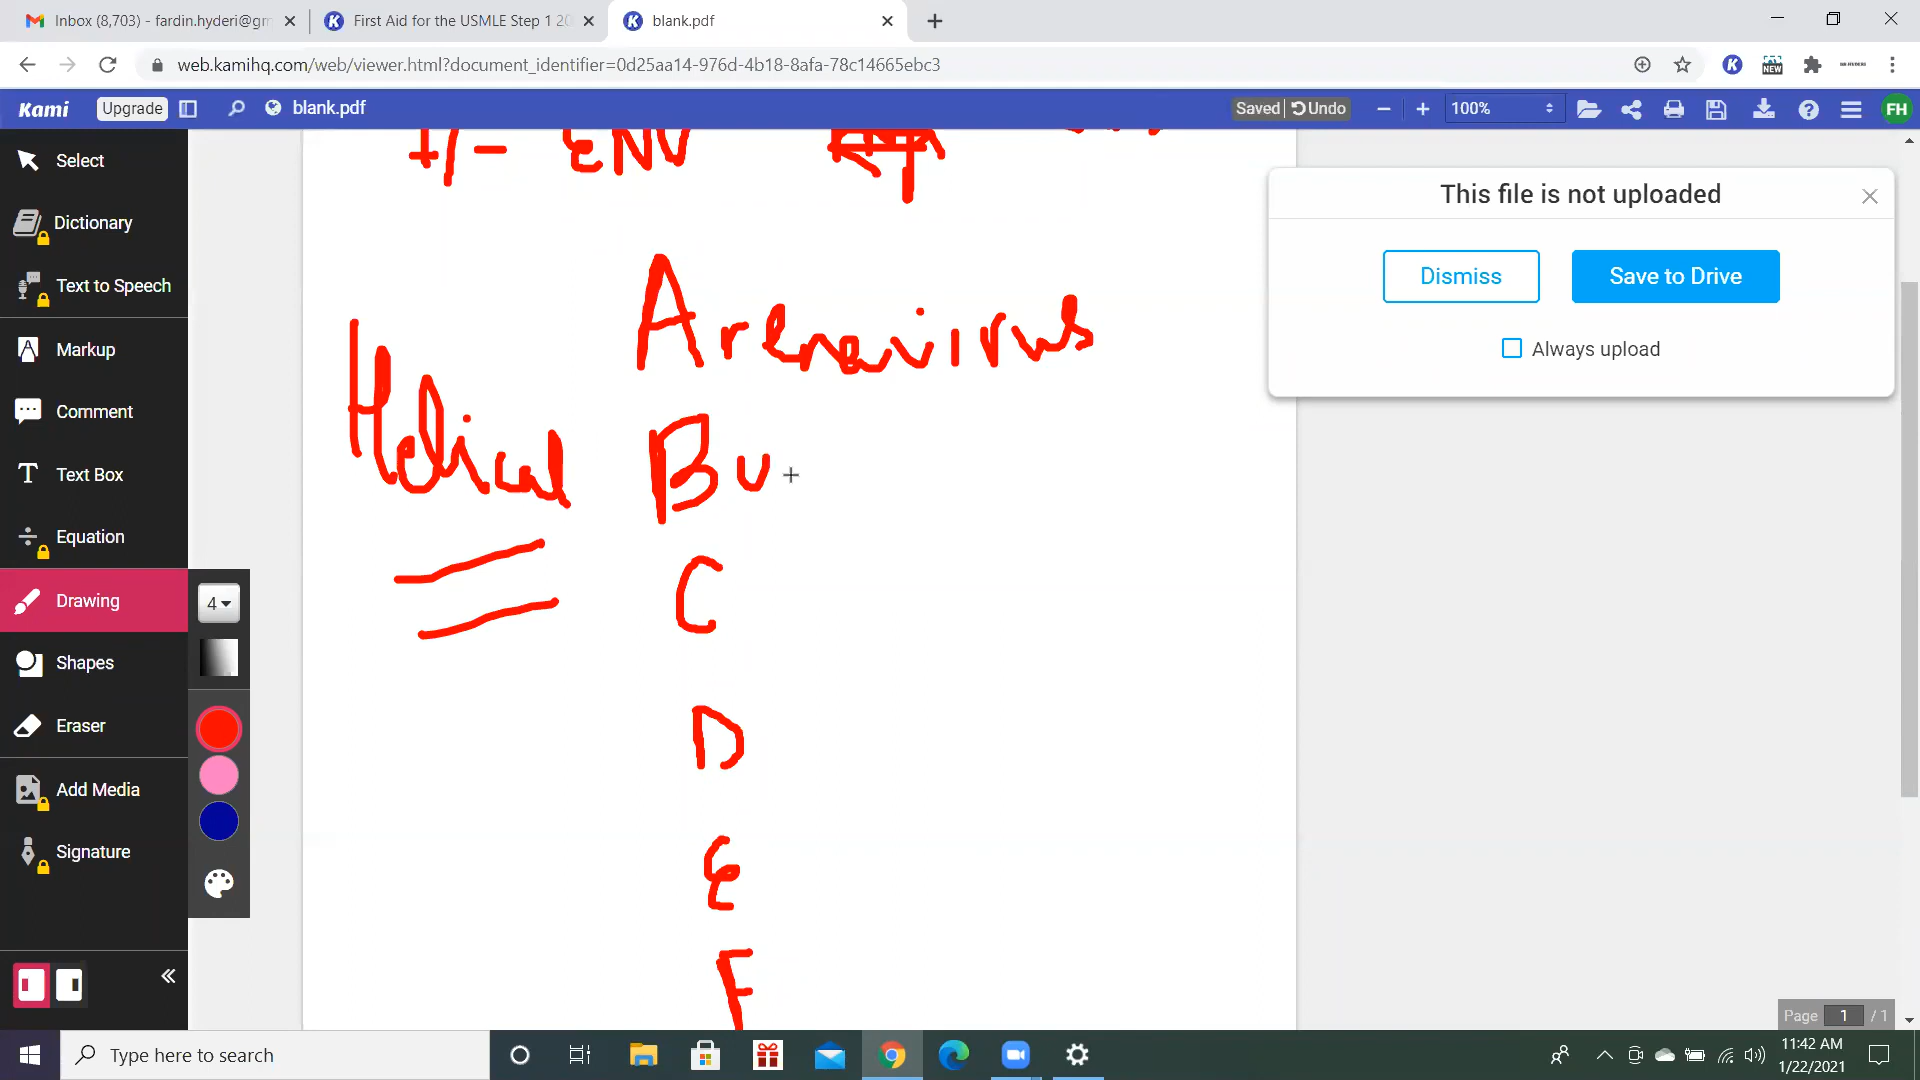 Inbox (8,703) - fardin.hyderi@gm
First Aid for the USMLE Step 1 20
blank.pdf
web.kamihq.com/web/viewer.html?document_identifier=0d25aa14-976d-4b18-8afa-78c14665ebc3
NEW
Kami
Upgrade
blank.pdf
Saved
Undo
100%
FH
Select
Dictionary
Text to Speech
Markup
Comment
Text Box
Equation
Drawing
4
Shapes
Eraser
Add Media
Signature
+/- ENV
Arenavirus
Helical
Bu
C
D
E
F
This file is not uploaded
Dismiss
Save to Drive
Always upload
Page 1 / 1
Type here to search
11:42 AM
1/22/2021